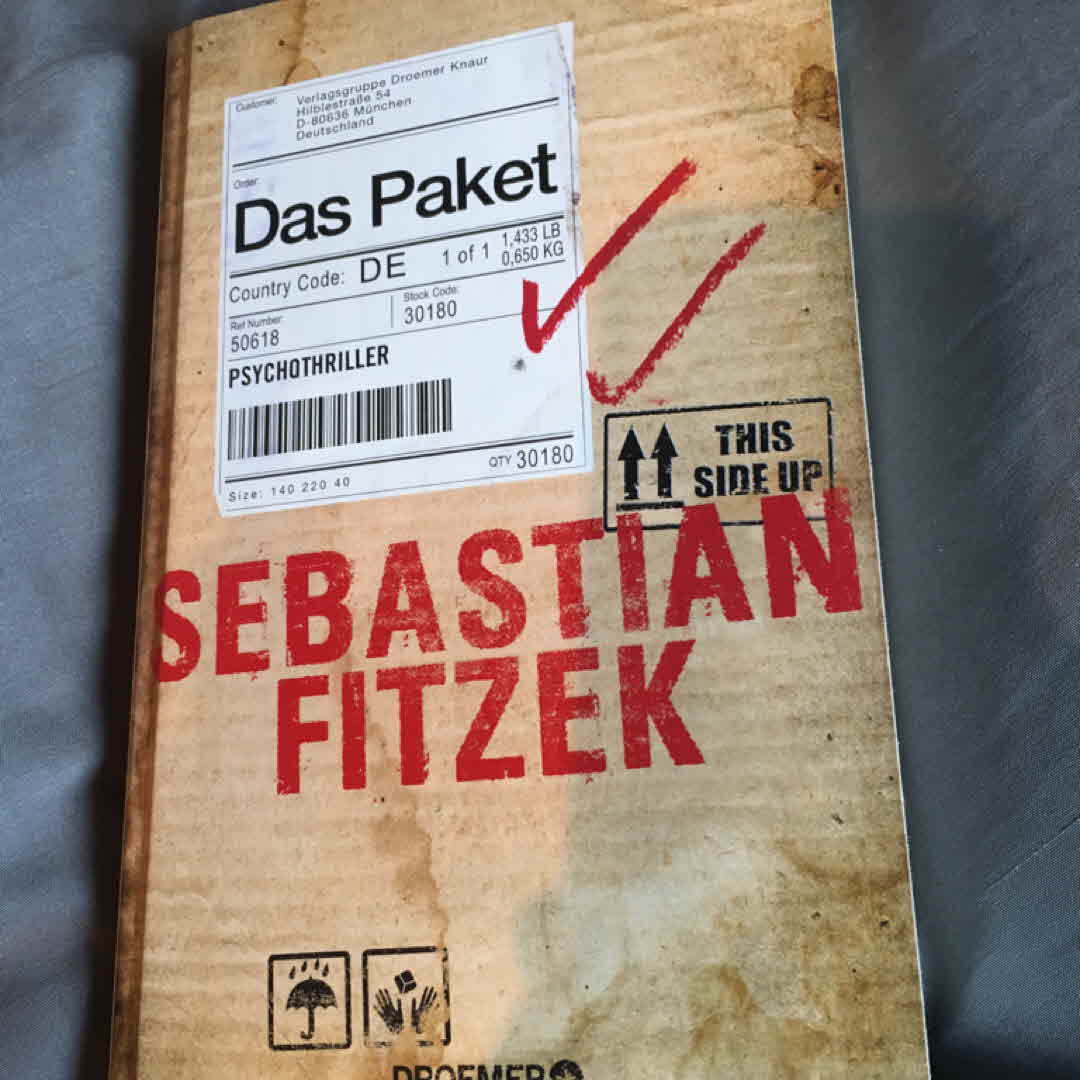 Customer:
Verlagsgruppe Droemer Knaur
Hilblestraße 54
D-80636 München
Deutschland
Order:
Das Paket
Country Code: DE 1 of 1 1,433 LB
0,650 KG
Ref Number:
50618
Stock Code:
30180
PSYCHOTHRILLER
QTY 30180
Size: 140 220 40
THIS
SIDE UP
SEBASTIAN
FITZEK
DROEMER